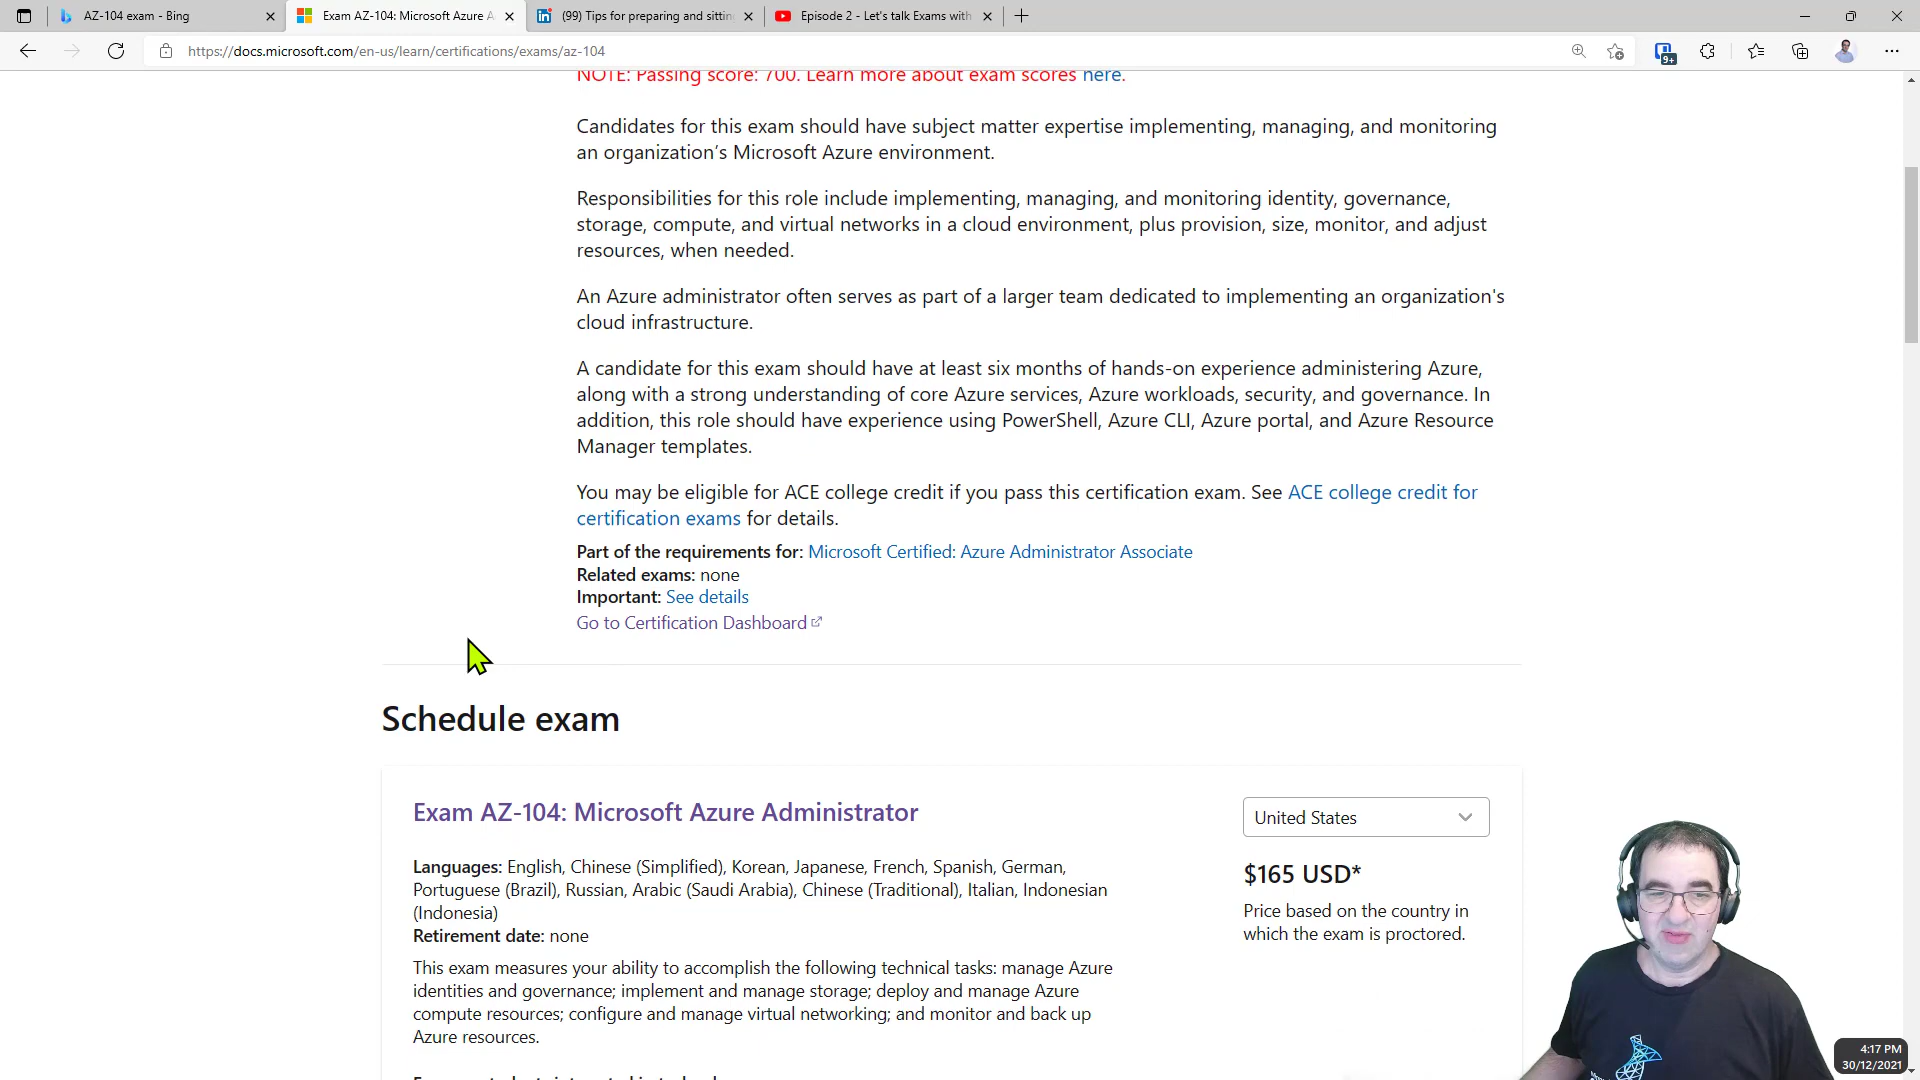 AZ-104 exam - Bing
Exam AZ-104: Microsoft Azure A
(99) Tips for preparing and sittin
Episode 2 - Let's talk Exams with
https://docs.microsoft.com/en-us/learn/certifications/exams/az-104
9+
NOTE: Passing score: 700. Learn more about exam scores here.
Candidates for this exam should have subject matter expertise implementing, managing, and monitoring
an organization’s Microsoft Azure environment.
Responsibilities for this role include implementing, managing, and monitoring identity, governance,
storage, compute, and virtual networks in a cloud environment, plus provision, size, monitor, and adjust
resources, when needed.
An Azure administrator often serves as part of a larger team dedicated to implementing an organization's
cloud infrastructure.
A candidate for this exam should have at least six months of hands-on experience administering Azure,
along with a strong understanding of core Azure services, Azure workloads, security, and governance. In
addition, this role should have experience using PowerShell, Azure CLI, Azure portal, and Azure Resource
Manager templates.
You may be eligible for ACE college credit if you pass this certification exam. See ACE college credit for
certification exams for details.
Part of the requirements for: Microsoft Certified: Azure Administrator Associate
Related exams: none
Important: See details
Go to Certification Dashboard
Schedule exam
Exam AZ-104: Microsoft Azure Administrator
United States
Languages: English, Chinese (Simplified), Korean, Japanese, French, Spanish, German,
Portuguese (Brazil), Russian, Arabic (Saudi Arabia), Chinese (Traditional), Italian, Indonesian
(Indonesia)
Retirement date: none
$165 USD*
Price based on the country in
which the exam is proctored.
This exam measures your ability to accomplish the following technical tasks: manage Azure
identities and governance; implement and manage storage; deploy and manage Azure
compute resources; configure and manage virtual networking; and monitor and back up
Azure resources.
4:17 PM
30/12/2021